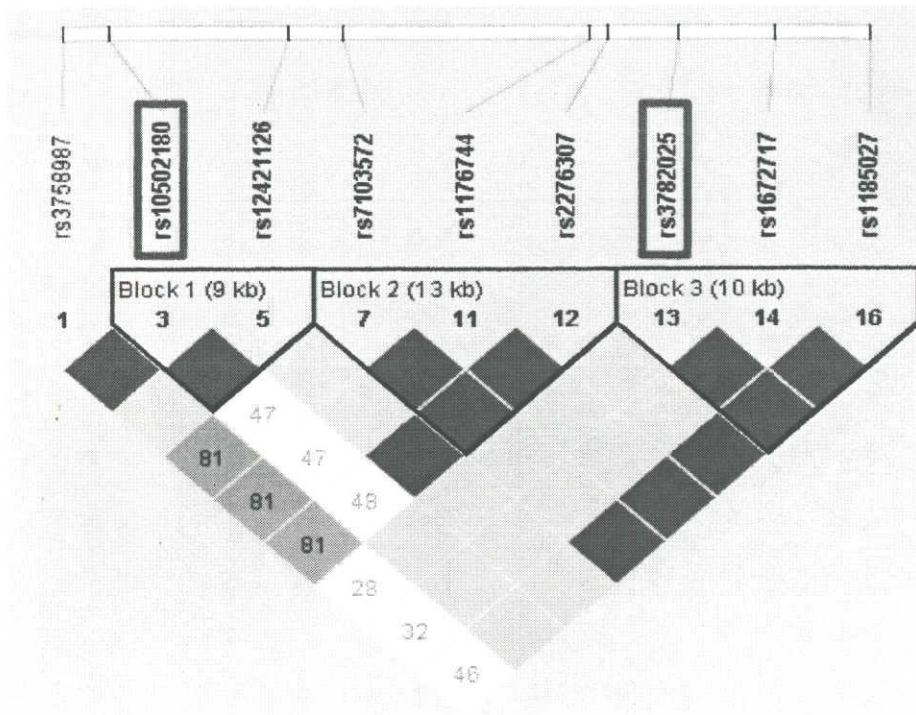 rs3758987
rs10502180
rs12421126
rs7103572
rs1176744
rs2276307
rs3782025
rs1672717
rs1185027
Block 1 (9 kb) Block 2 (13 kb) Block 3 (10 kb)
1 3 5 7 11 12 13 14 16
47
81 47
81 48
81
28
32
46